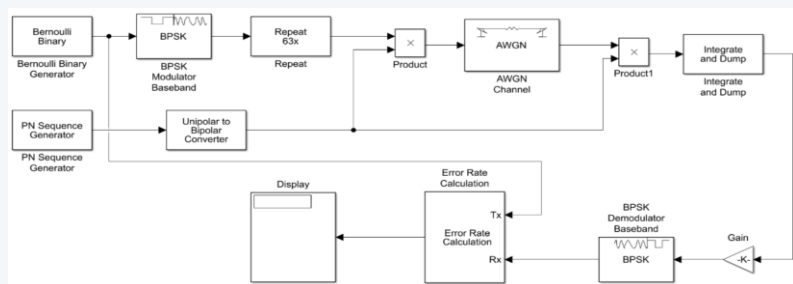 Bernoulli
Binary
Bernoulli Binary
Generator
BPSK
BPSK
Modulator
Baseband
Repeat
63x
Repeat
×
Product
AWGN
AWGN
Channel
×
Product1
Integrate
and Dump
Integrate
and Dump
PN Sequence
Generator
PN Sequence
Generator
Unipolar to
Bipolar
Converter
Display
Error Rate
Calculation
Error Rate
Calculation
Tx
Rx
BPSK
Demodulator
Baseband
BPSK
Gain
-K-